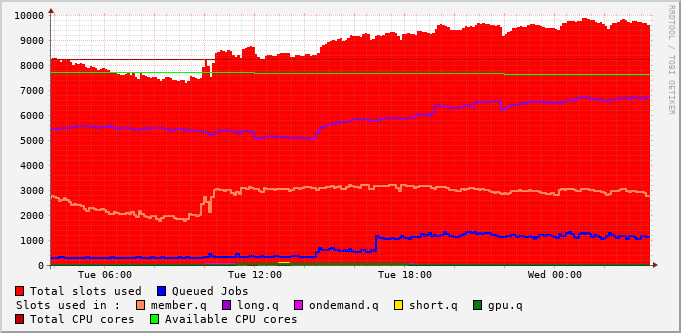 10000
9000
8000
7000
6000
5000
4000
3000
2000
1000
0
Tue 06:00 Tue 12:00 Tue 18:00 Wed 00:00
RRDTOOL / TOBI OETIKER
Total slots used Queued Jobs
Slots used in : member.q long.q ondemand.q short.q gpu.q
Total CPU cores Available CPU cores